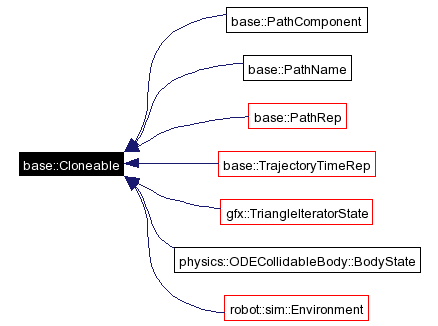 base::PathComponent
base::PathName
base::PathRep
base::Cloneable
base::TrajectoryTimeRep
gfx::TriangleIteratorState
physics::ODECollidableBody::BodyState
robot::sim::Environment